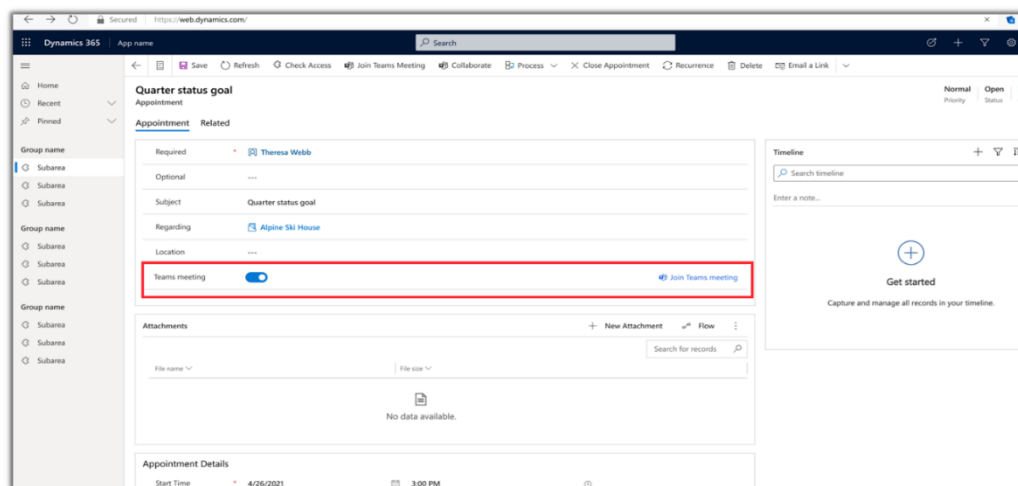 Secured https://web.dynamics.com/
Dynamics 365 App name Search
Save Refresh Check Access Join Teams Meeting Collaborate Process Close Appointment Recurrence Delete Email a Link
Home
Recent
Pinned
Group name
Subarea
Subarea
Subarea
Group name
Subarea
Subarea
Subarea
Group name
Subarea
Subarea
Subarea
Quarter status goal
Appointment
Normal Open
Priority Status
Appointment Related
Required * Theresa Webb
Optional ---
Subject Quarter status goal
Regarding Alpine Ski House
Location ---
Teams meeting Join Teams meeting
Timeline
Search timeline
Enter a note...
Get started
Capture and manage all records in your timeline.
Attachments New Attachment Flow
Search for records
File name File size
No data available.
Appointment Details
Start Time * 4/26/2021 3:00 PM